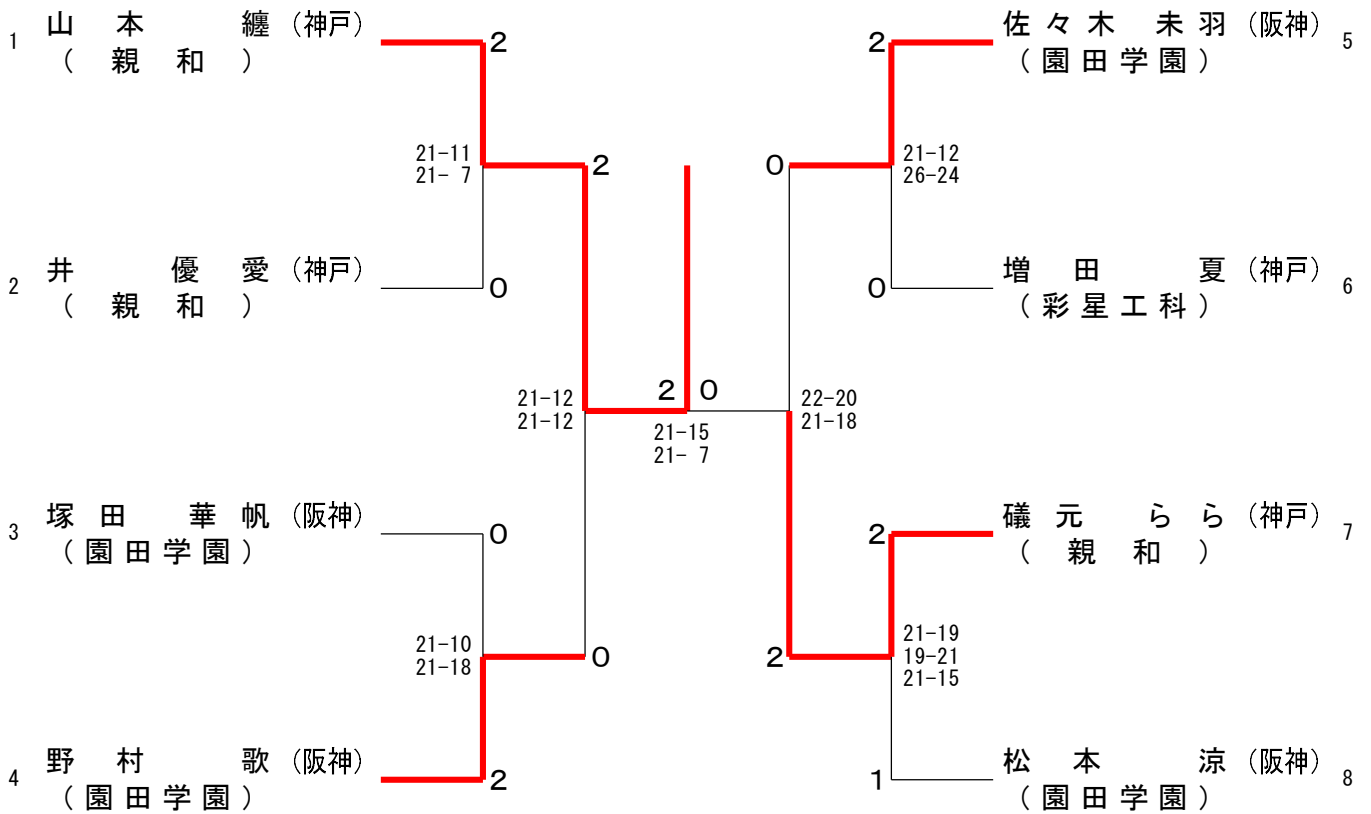 1 山本 纏 (神戸)
(親和)
2
21-11
21- 7
2
2 井 優愛 (神戸)
(親和)
0
21-12
21-12
3 塚田 華帆 (阪神)
(園田学園)
0
21-10
21-18
0
4 野村 歌 (阪神)
(園田学園)
2
2 0
21-15
21- 7
2
佐々木 未羽 (阪神) 5
(園田学園)
0
21-12
26-24
0
増田 夏 (神戸) 6
(彩星工科)
22-20
21-18
2
礒元 らら (神戸) 7
(親和)
2
21-19
19-21
21-15
1
松本 涼 (阪神) 8
(園田学園)